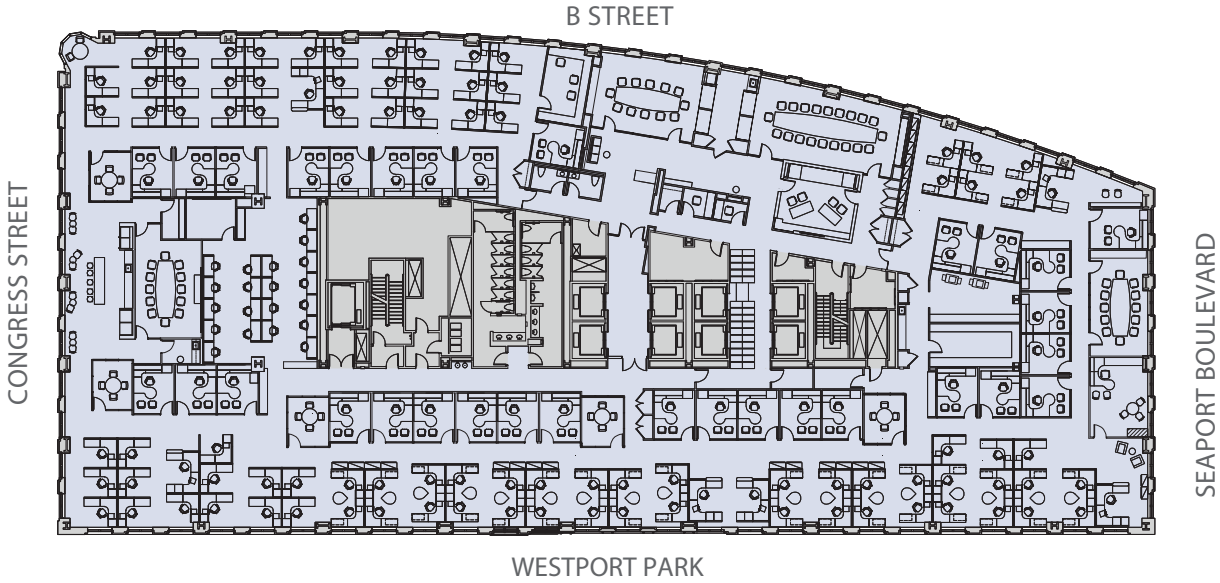 B STREET
CONGRESS STREET
SEAPORT BOULEVARD
WESTPORT PARK